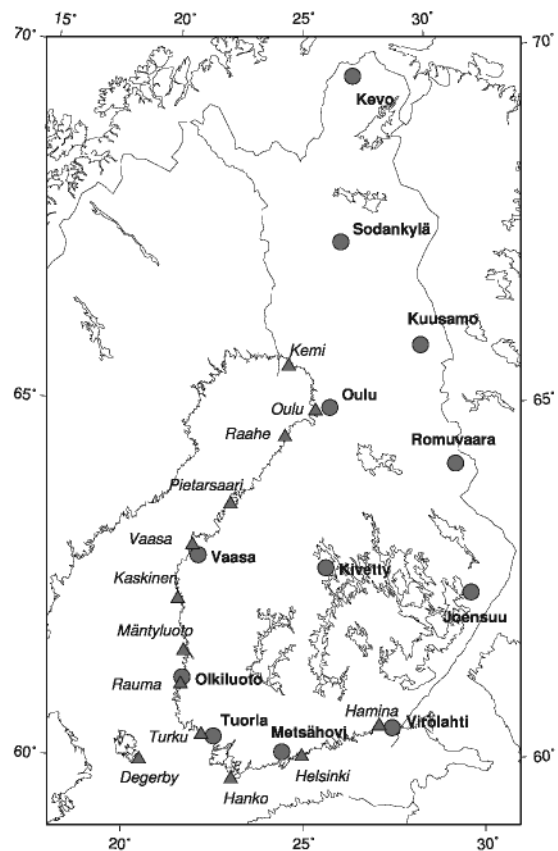 70˚ 15˚ 20˚ 25˚ 30˚ 70˚
Kevo
Sodankylä
Kuusamo
Kemi
65˚ Oulu Oulu 65˚
Raahe
Romuvaara
Pietarsaari
Vaasa
Vaasa
Kivetty
Kaskinen
Joensuu
Mäntyluoto
Olkiluoto
Rauma
Hamina
Virolahti
Tuorla
Turku
Metsähovi
60˚ 60˚
Degerby
Helsinki
Hanko
20˚ 25˚ 30˚